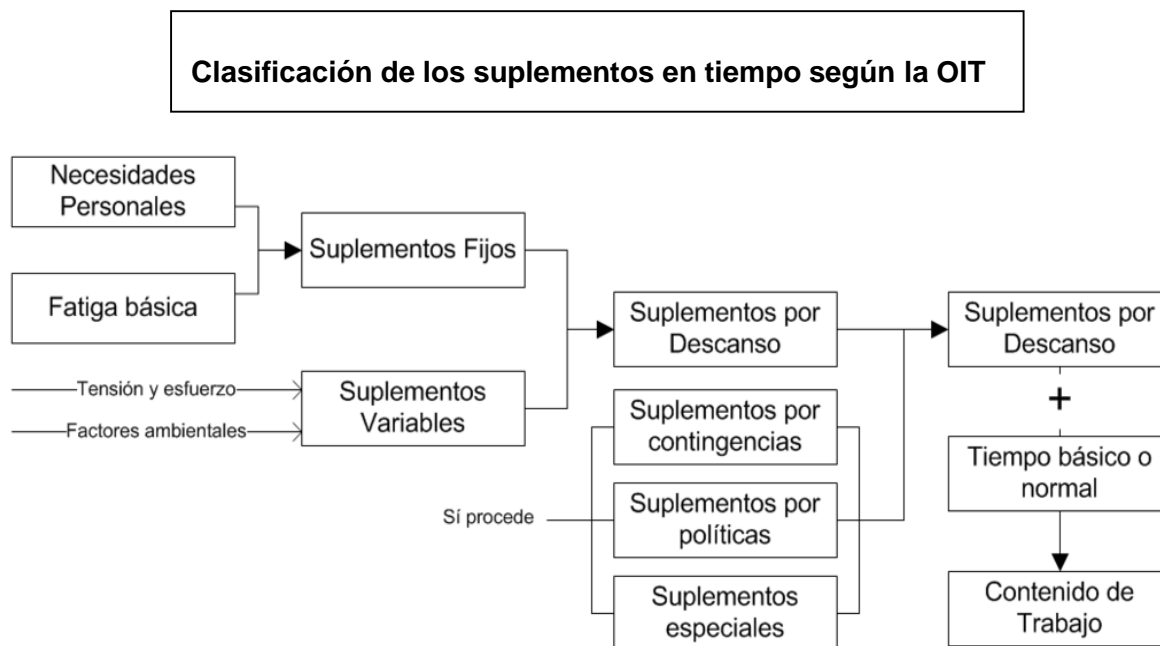 Clasificación de los suplementos en tiempo según la OIT
Necesidades
Personales
Fatiga básica
Tensión y esfuerzo
Factores ambientales
Suplementos Fijos
Suplementos
Variables
Sí procede
Suplementos por
Descanso
Suplementos por
contingencias
Suplementos por
políticas
Suplementos
especiales
Suplementos por
Descanso
+
Tiempo básico o
normal
Contenido de
Trabajo